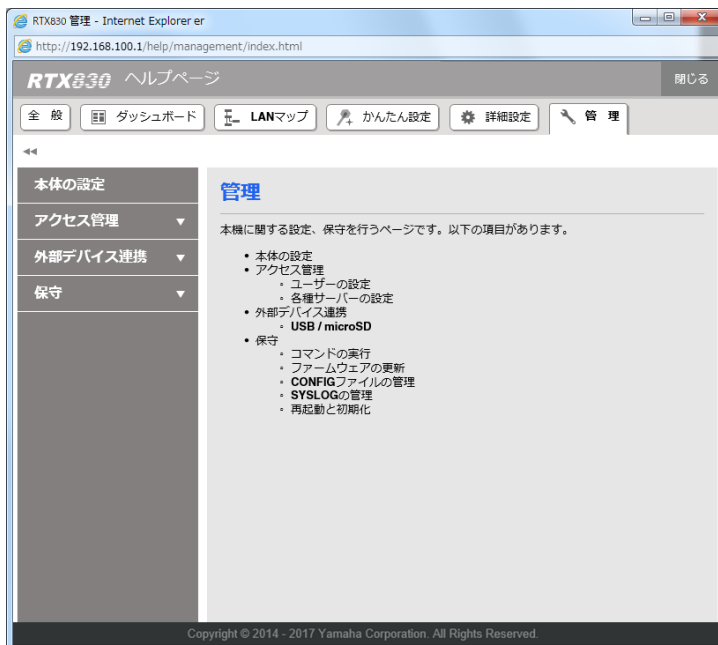 RTX830 管理 - Internet Explorer er
http://192.168.100.1/help/management/index.html
RTX830 ヘルプページ 閉じる
全 般 ダッシュボード LANマップ かんたん設定 詳細設定 管 理
本体の設定
アクセス管理
外部デバイス連携
保守
管理
本機に関する設定、保守を行うページです。以下の項目があります。
本体の設定
アクセス管理
ユーザーの設定
各種サーバーの設定
外部デバイス連携
USB / microSD
保守
コマンドの実行
ファームウェアの更新
CONFIGファイルの管理
SYSLOGの管理
再起動と初期化
Copyright © 2014 - 2017 Yamaha Corporation. All Rights Reserved.